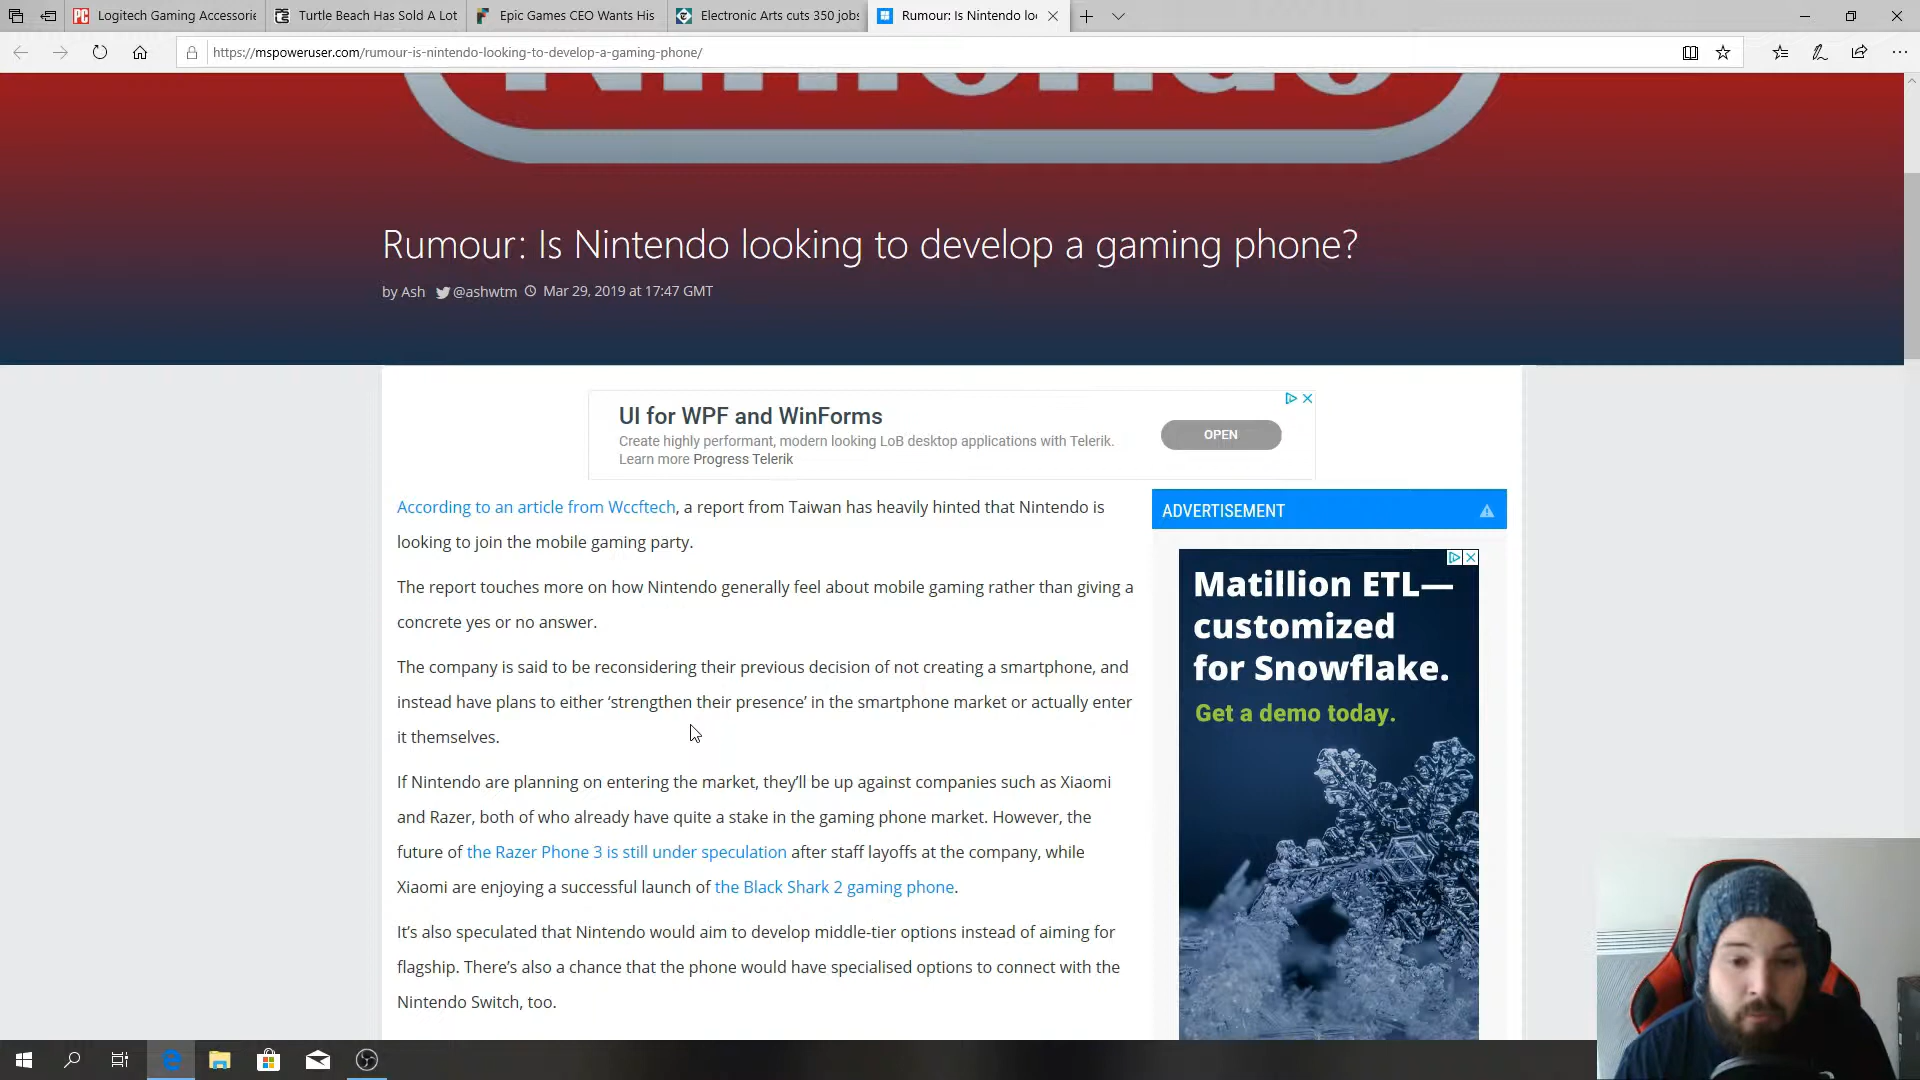 Logitech Gaming Accessorie
Turtle Beach Has Sold A Lot
Epic Games CEO Wants His
Electronic Arts cuts 350 jobs
Rumour: Is Nintendo lo
https://mspoweruser.com/rumour-is-nintendo-looking-to-develop-a-gaming-phone/
Nintendo
Rumour: Is Nintendo looking to develop a gaming phone?
by Ash @ashwtm Mar 29, 2019 at 17:47 GMT
UI for WPF and WinForms
Create highly performant, modern looking LoB desktop applications with Telerik.
Learn more Progress Telerik
OPEN
According to an article from Wccftech, a report from Taiwan has heavily hinted that Nintendo is
looking to join the mobile gaming party.
The report touches more on how Nintendo generally feel about mobile gaming rather than giving a
concrete yes or no answer.
The company is said to be reconsidering their previous decision of not creating a smartphone, and
instead have plans to either ‘strengthen their presence’ in the smartphone market or actually enter
it themselves.
If Nintendo are planning on entering the market, they’ll be up against companies such as Xiaomi
and Razer, both of who already have quite a stake in the gaming phone market. However, the
future of the Razer Phone 3 is still under speculation after staff layoffs at the company, while
Xiaomi are enjoying a successful launch of the Black Shark 2 gaming phone.
It’s also speculated that Nintendo would aim to develop middle-tier options instead of aiming for
flagship. There’s also a chance that the phone would have specialised options to connect with the
Nintendo Switch, too.
ADVERTISEMENT
Matillion ETL—
customized
for Snowflake.
Get a demo today.